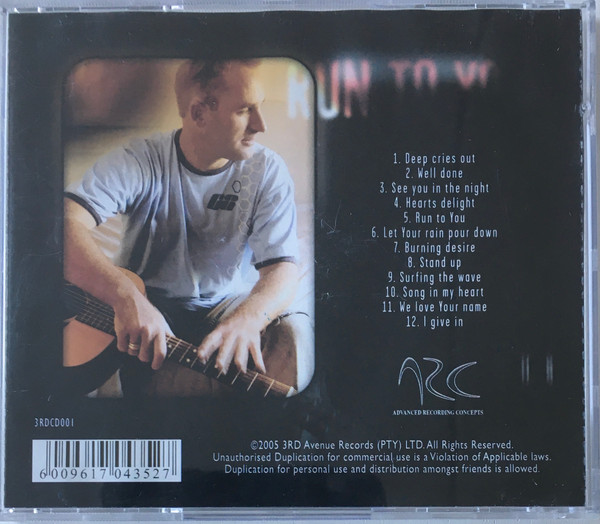 RUN TO YO
1. Deep cries out
2. Well done
3. See you in the night
4. Hearts delight
5. Run to You
6. Let Your rain pour down
7. Burning desire
8. Stand up
9. Surfing the wave
10. Song in my heart
11. We love Your name
12. I give in
ARC
ADVANCED RECORDING CONCEPTS
3RDCD001
6009617043527
©2005 3RD Avenue Records (PTY) LTD. All Rights Reserved.
Unauthorised Duplication for commercial use is a Violation of Applicable laws.
Duplication for personal use and distribution amongst friends is allowed.